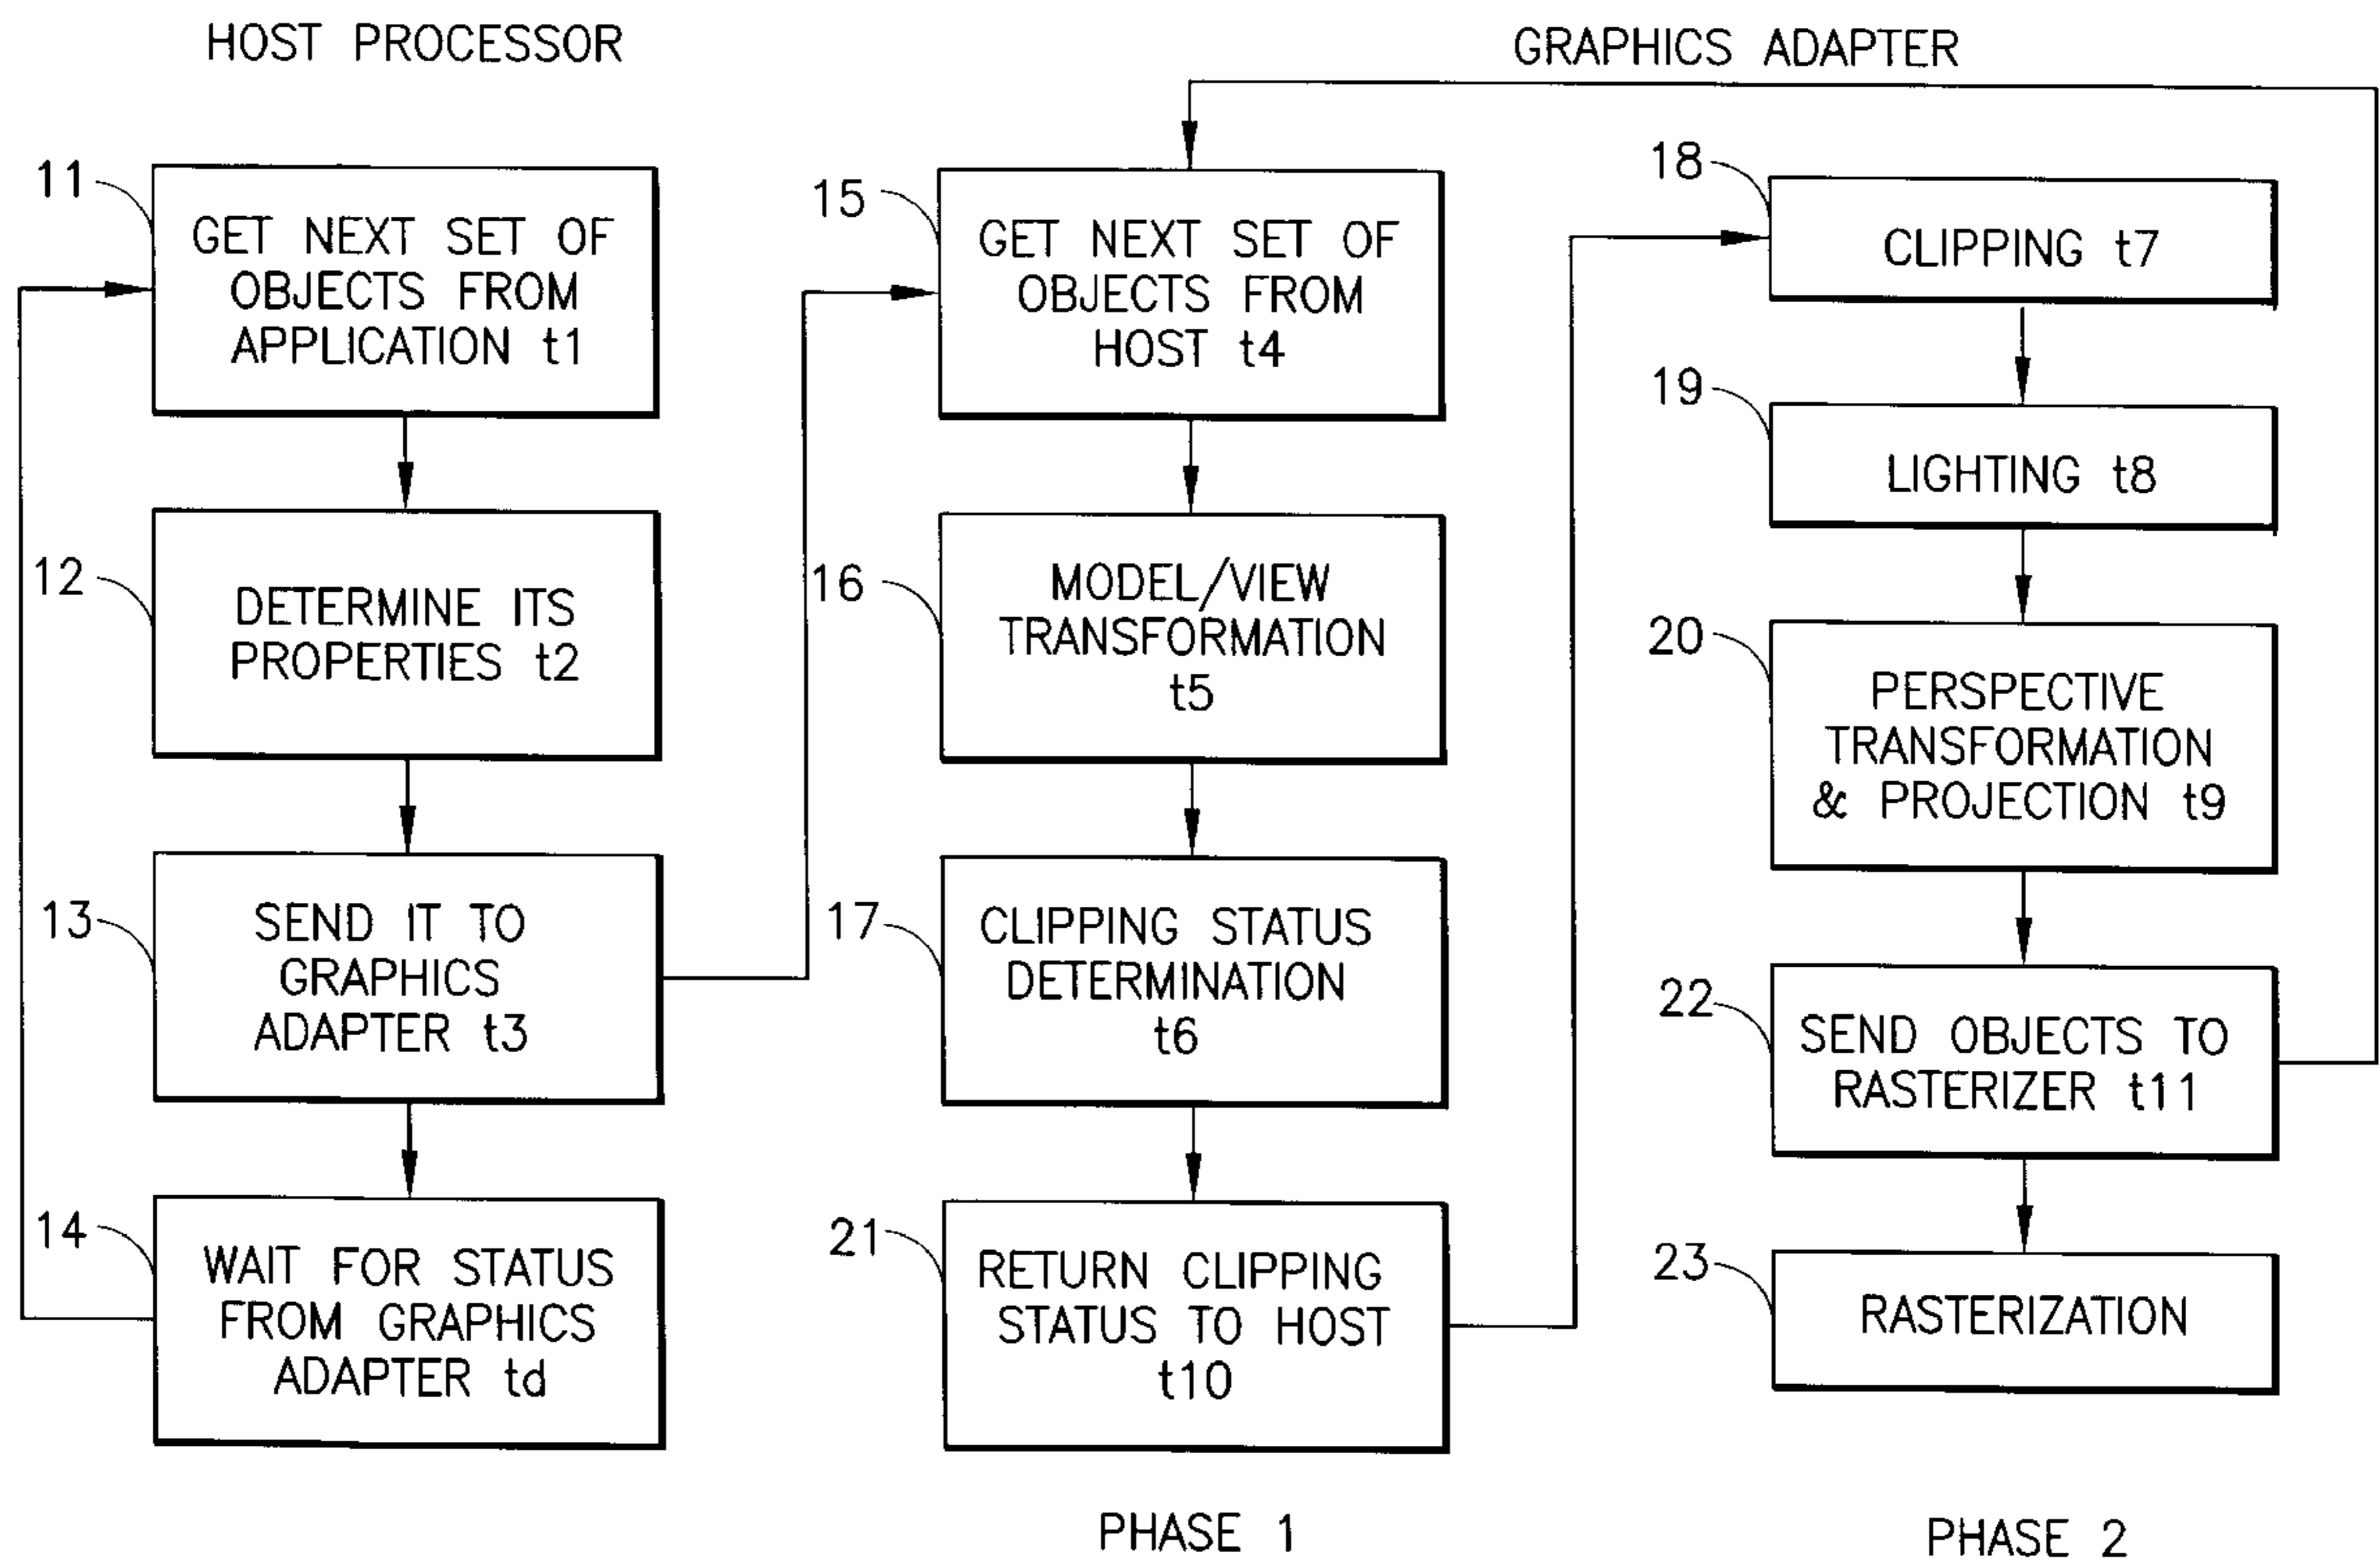 HOST PROCESSOR
11
GET NEXT SET OF
OBJECTS FROM
APPLICATION t1
12
DETERMINE ITS
PROPERTIES t2
13
SEND IT TO
GRAPHICS
ADAPTER t3
14
WAIT FOR STATUS
FROM GRAPHICS
ADAPTER td
GRAPHICS ADAPTER
15
GET NEXT SET OF
OBJECTS FROM
HOST t4
16
MODEL/VIEW
TRANSFORMATION
t5
17
CLIPPING STATUS
DETERMINATION
t6
21
RETURN CLIPPING
STATUS TO HOST
t10
PHASE 1
18
CLIPPING t7
19
LIGHTING t8
20
PERSPECTIVE
TRANSFORMATION
& PROJECTION t9
22
SEND OBJECTS TO
RASTERIZER t11
23
RASTERIZATION
PHASE 2